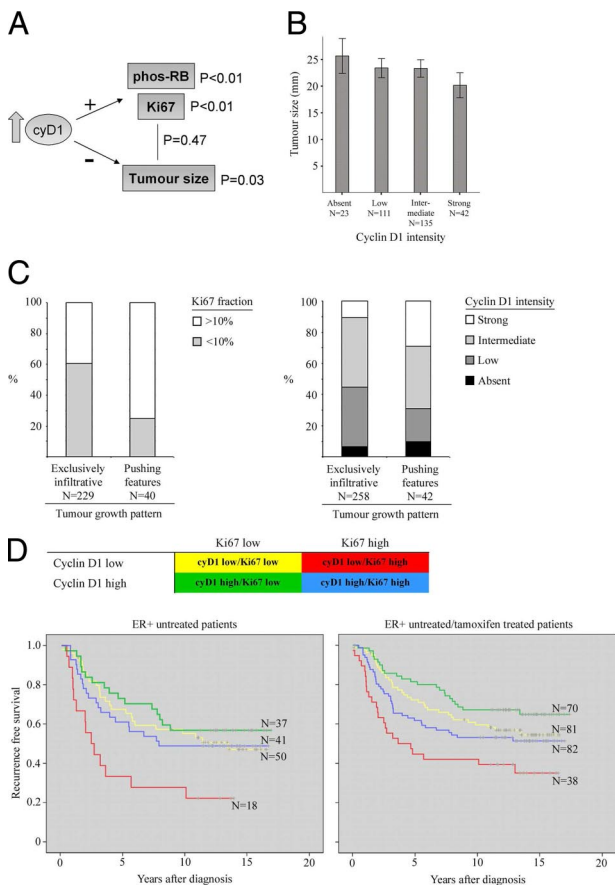 A
phos-RB P<0.01
Ki67 P<0.01
+
cyD1
P=0.47
-
Tumour size P=0.03
B
Tumour size (mm)
25
20
15
10
5
Absent N=23
Low N=111
Inter- mediate N=135
Strong N=42
Cyclin D1 intensity
C
Ki67 fraction
>10%
<10%
100
80
60
40
20
%
Exclusively infiltrative N=229
Pushing features N=40
Tumour growth pattern
Cyclin D1 intensity
Strong
Intermediate
Low
Absent
100
80
60
40
20
%
Exclusively infiltrative N=258
Pushing features N=42
Tumour growth pattern
D
Ki67 low Ki67 high
Cyclin D1 low cyD1 low/Ki67 low cyD1 low/Ki67 high
Cyclin D1 high cyD1 high/Ki67 low cyD1 high/Ki67 high
ER+ untreated patients
Recurrence free survival
1.0
0.8
0.6
0.4
0.2
0
N=37
N=41
N=50
N=18
0 5 10 15 20
Years after diagnosis
ER+ untreated/tamoxifen treated patients
N=70
N=81
N=82
N=38
0 5 10 15 20
Years after diagnosis